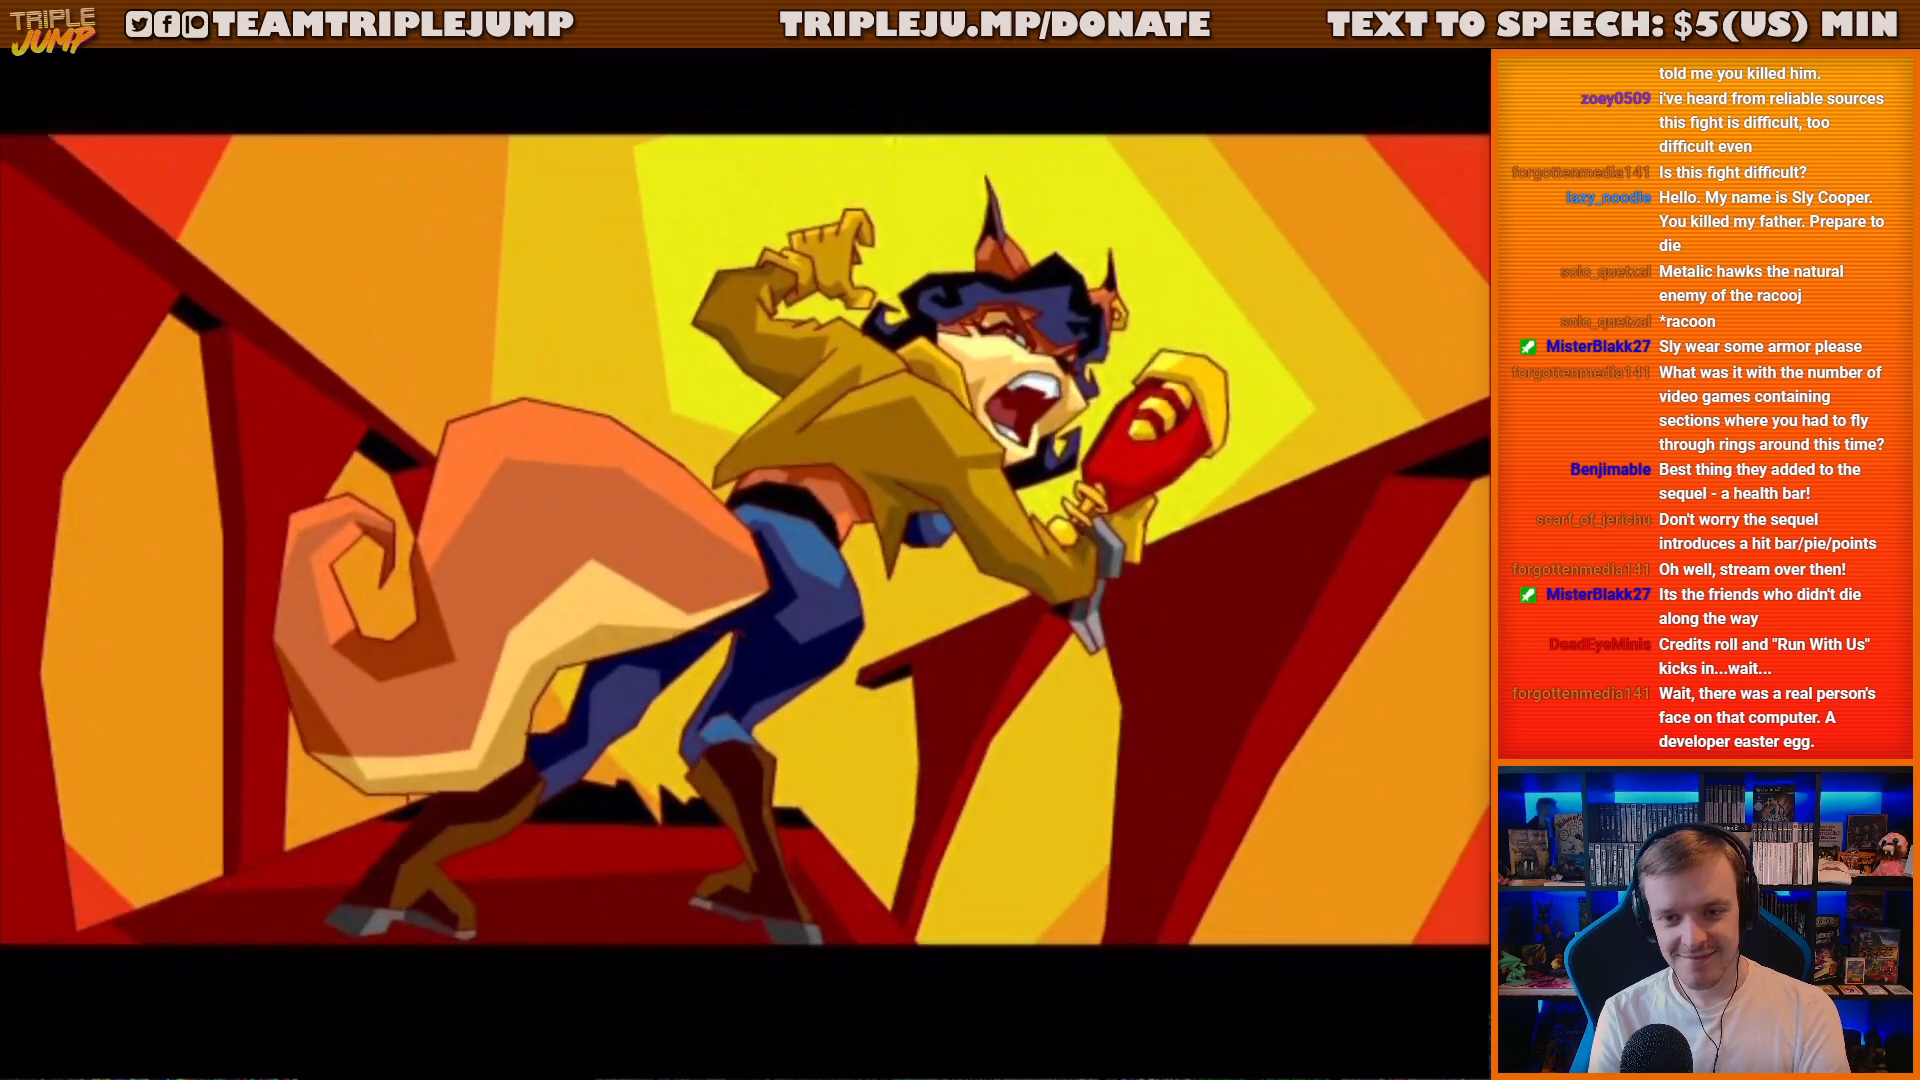 TRIPLE
JUMP
TEAMTRIPLEJUMP
TRIPLEJU.MP/DONATE
TEXT TO SPEECH: $5(US) MIN
told me you killed him.
zoey0509 i've heard from reliable sources
this fight is difficult, too
difficult even
forgottenmedia141 Is this fight difficult?
lazy_noodle Hello. My name is Sly Cooper.
You killed my father. Prepare to
die
solo_quetzal Metalic hawks the natural
enemy of the racooj
solo_quetzal *racoon
MisterBlakk27 Sly wear some armor please
forgottenmedia141 What was it with the number of
video games containing
sections where you had to fly
through rings around this time?
Benjimable Best thing they added to the
sequel - a health bar!
scarf_of_jerichu Don't worry the sequel
introduces a hit bar/pie/points
forgottenmedia141 Oh well, stream over then!
MisterBlakk27 Its the friends who didn't die
along the way
DeadEyeMinis Credits roll and "Run With Us"
kicks in...wait...
forgottenmedia141 Wait, there was a real person's
face on that computer. A
developer easter egg.